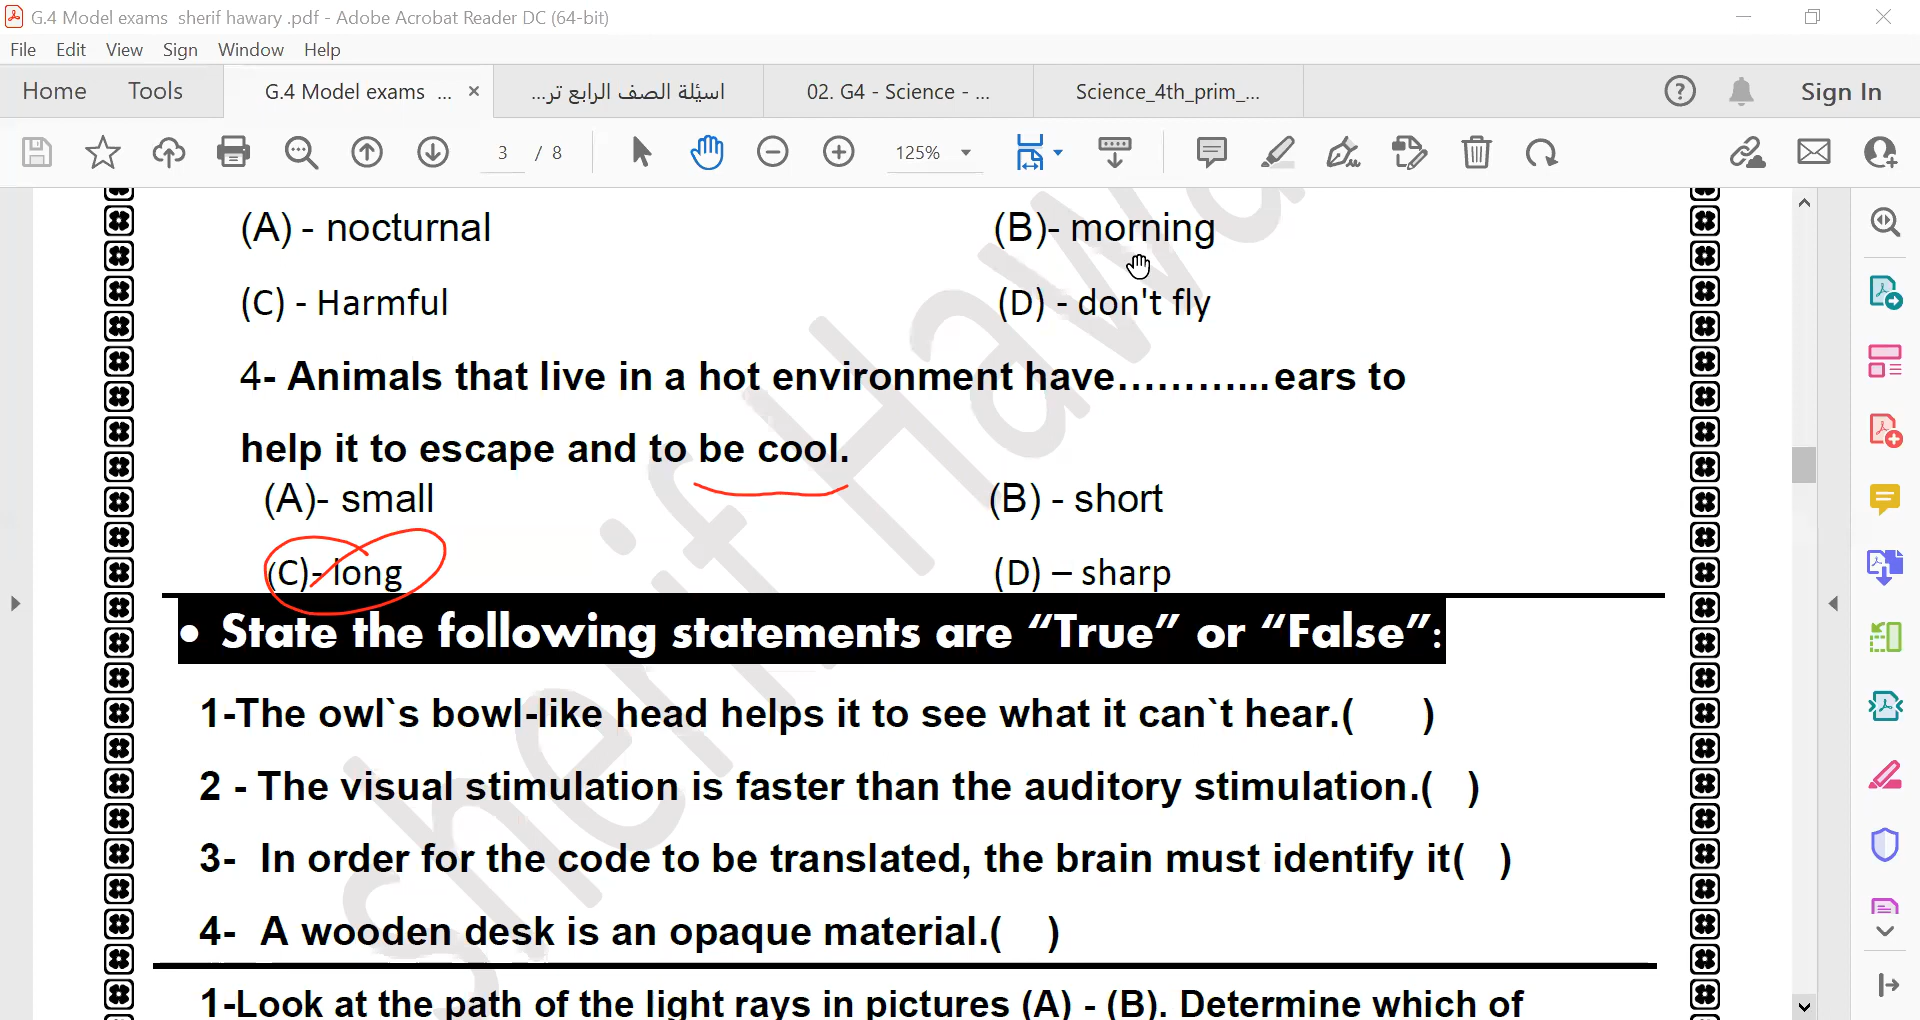 G.4 Model exams  sherif hawary .pdf - Adobe Acrobat Reader DC (64-bit)
File Edit View Sign Window Help
Home Tools G.4 Model exams ... × اسئلة الصف الرابع تر... 02. G4 - Science - ... Science_4th_prim_... Sign In
3 / 8 125%
(A) - nocturnal (B)- morning
(C) - Harmful (D) - don't fly
4- Animals that live in a hot environment have………...ears to
help it to escape and to be cool.
(A)- small (B) - short
(C)- long (D) – sharp
• State the following statements are “True” or “False”:
1-The owl`s bowl-like head helps it to see what it can`t hear.( )
2 - The visual stimulation is faster than the auditory stimulation.( )
3- In order for the code to be translated, the brain must identify it( )
4- A wooden desk is an opaque material.( )
1-Look at the path of the light rays in pictures (A) - (B). Determine which of
sherif Hawa